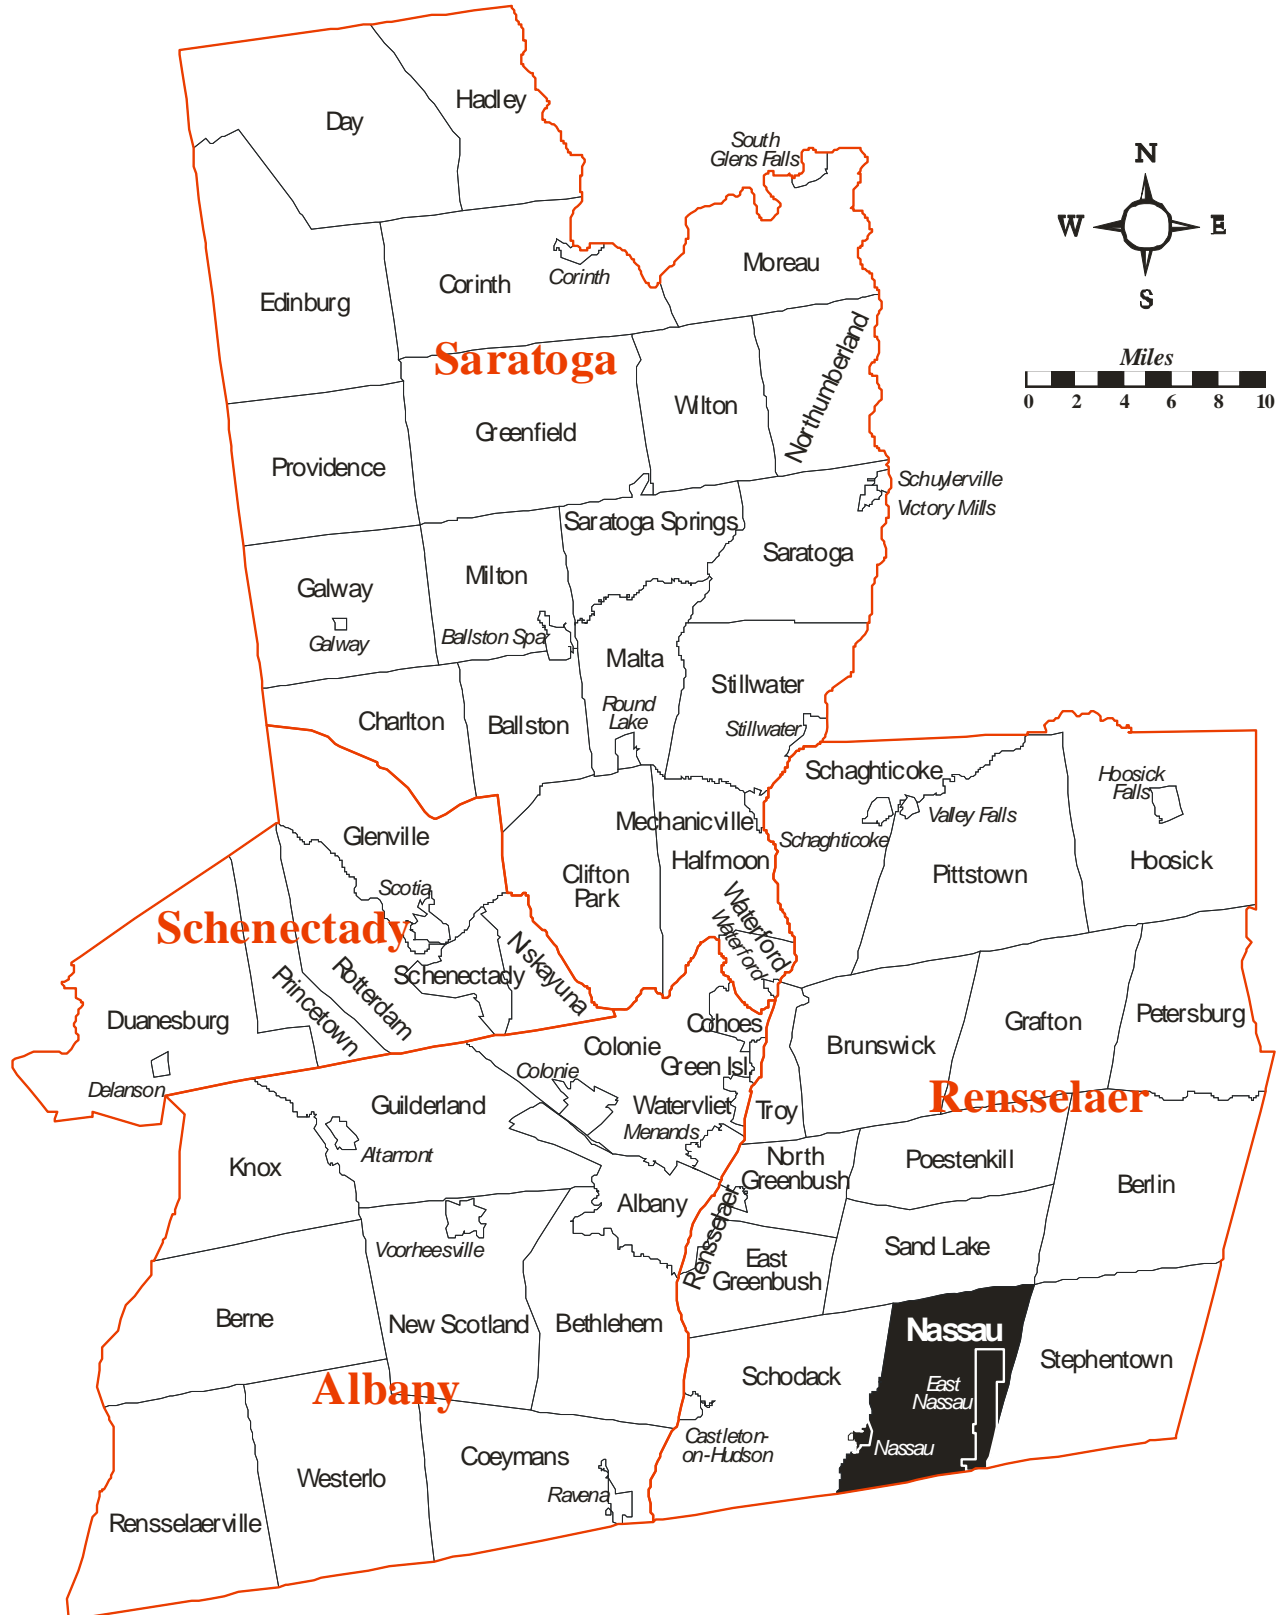 Hadley
Day
South
Glens Falls
N
W
E
S
Moreau
Corinth
Corinth
Edinburg
Miles
0 2 4 6 8 10
Saratoga
Northumberland
Wilton
Greenfield
Providence
Schuylerville
Victory Mills
Saratoga Springs
Saratoga
Milton
Galway
Galway
Ballston Spa
Malta
Stillwater
Round
Lake
Stillwater
Charlton
Ballston
Schaghticoke
Hoosick
Falls
Valley Falls
Schaghticoke
Mechanicville
Glenville
Halfmoon
Hoosick
Clifton
Park
Pittstown
Scotia
Waterford
Waterford
Schenectady
Niskayuna
Schenectady
Rotterdam
Princetown
Duanesburg
Delanson
Cohoes
Colonie
Green Isl.
Colonie
Watervliet
Menands
Troy
Brunswick
Grafton
Petersburg
Rensselaer
Guilderland
Altamont
Knox
North
Greenbush
Poestenkill
Berlin
Albany
Rensselaer
Voorheesville
Sand Lake
East
Greenbush
Berne
New Scotland
Bethlehem
Nassau
Stephentown
Schodack
East
Nassau
Albany
Castleton-
on-Hudson
Nassau
Coeymans
Westerlo
Ravena
Rensselaerville